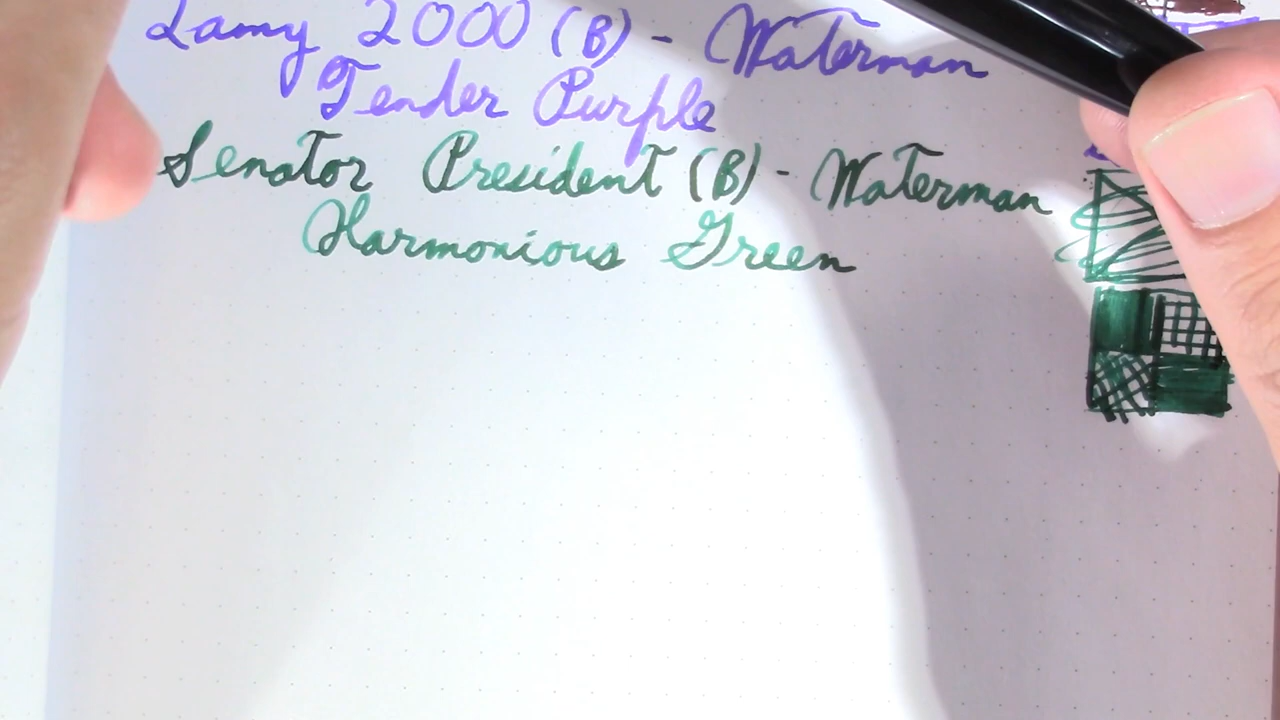 Lamy 2000 (B) - Waterman
Tender Purple
Senator President (B) - Waterman
Harmonious Green